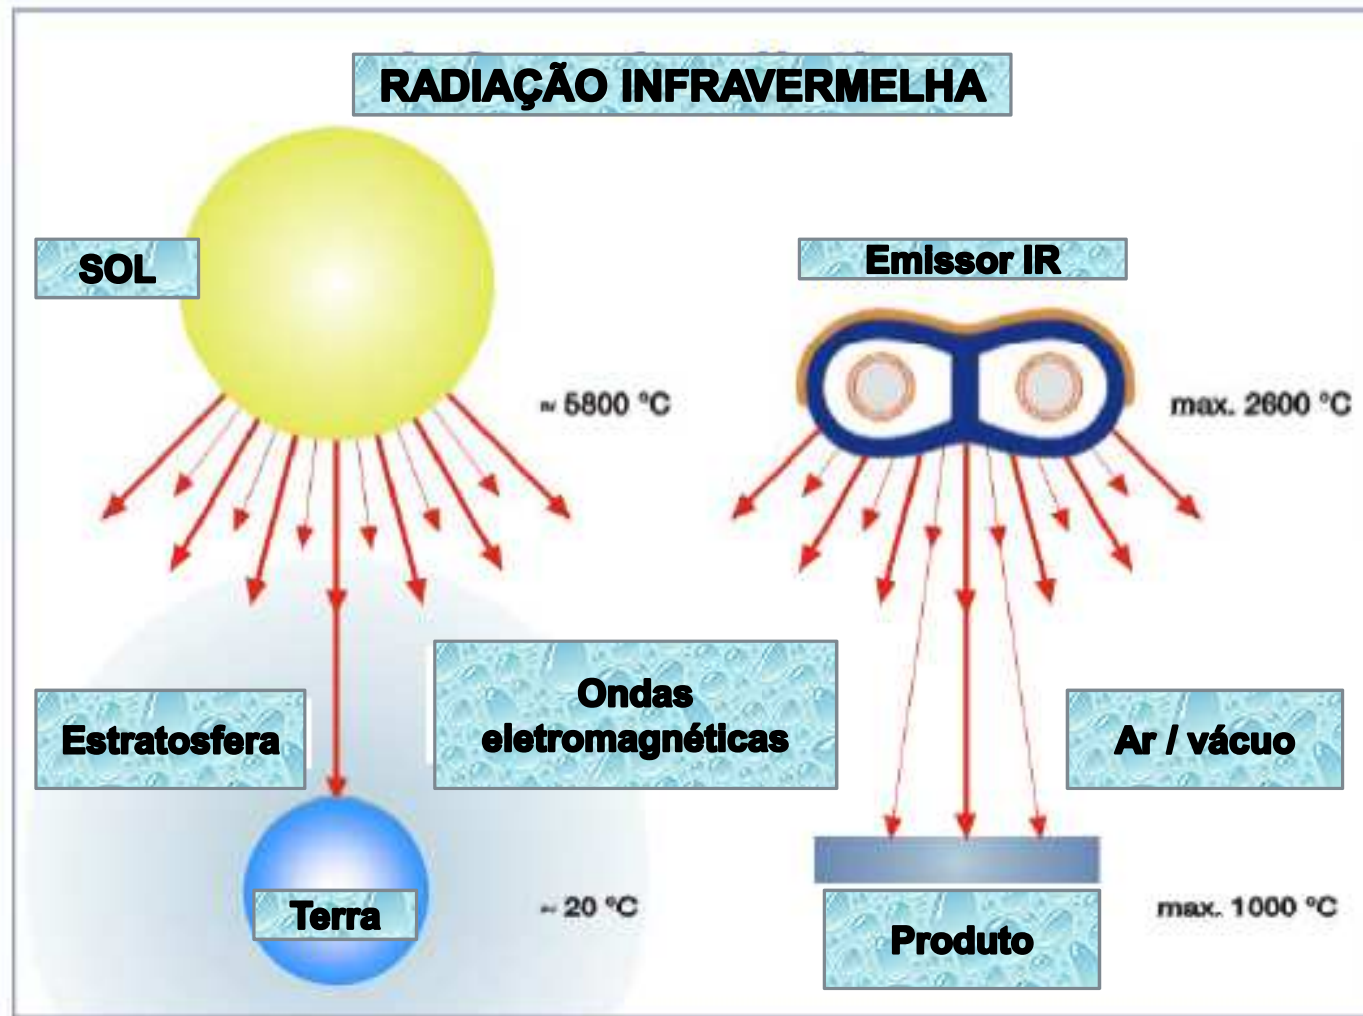 RADIAÇÃO INFRAVERMELHA
SOL
Emissor IR
≈ 5800 °C
max. 2600 °C
Ondas
eletromagnéticas
Estratosfera
Ar / vácuo
Terra
~ 20 °C
Produto
max. 1000 °C